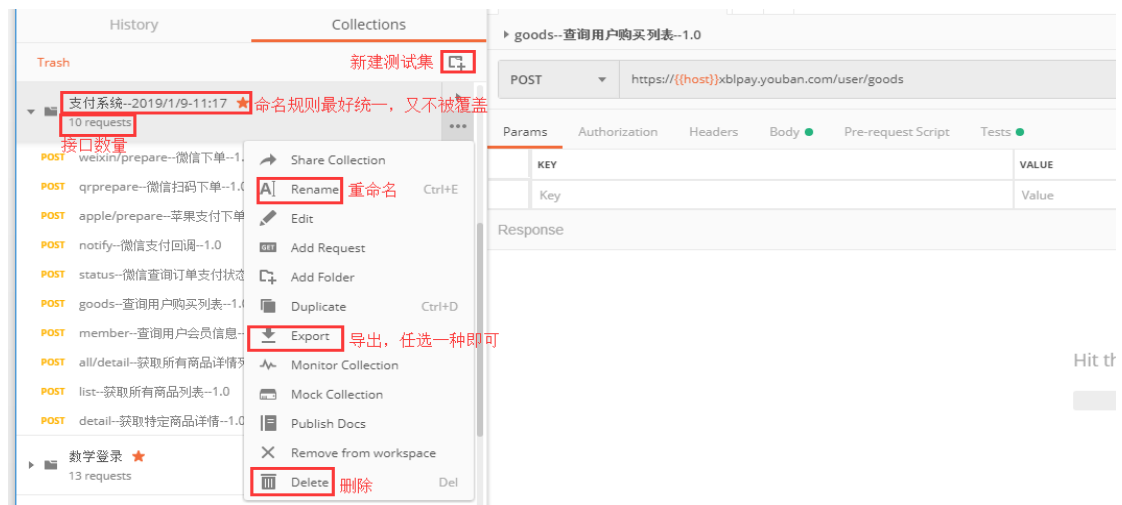 History
Collections
Trash
新建测试集
支付系统--2019/1/9-11:17
命名规则最好统一，又不被覆盖
10 requests
接口数量
POST weixin/prepare--微信下单--1.
POST qrprepare--微信扫码下单--1.0
POST apple/prepare--苹果支付下单
POST notify--微信支付回调--1.0
POST status--微信查询订单支付状态
POST goods--查询用户购买列表--1.0
POST member--查询用户会员信息--
POST all/detail--获取所有商品详情列
POST list--获取所有商品列表--1.0
POST detail--获取特定商品详情--1.0
数学登录
13 requests
Share Collection
Rename 重命名 Ctrl+E
Edit
GET Add Request
Add Folder
Duplicate Ctrl+D
Export 导出，任选一种即可
Monitor Collection
Mock Collection
Publish Docs
Remove from workspace
Delete 删除 Del
goods--查询用户购买列表--1.0
POST https://{{host}}xblpay.youban.com/user/goods
Params Authorization Headers Body Pre-request Script Tests
KEY VALUE
Key Value
Response
Hit th